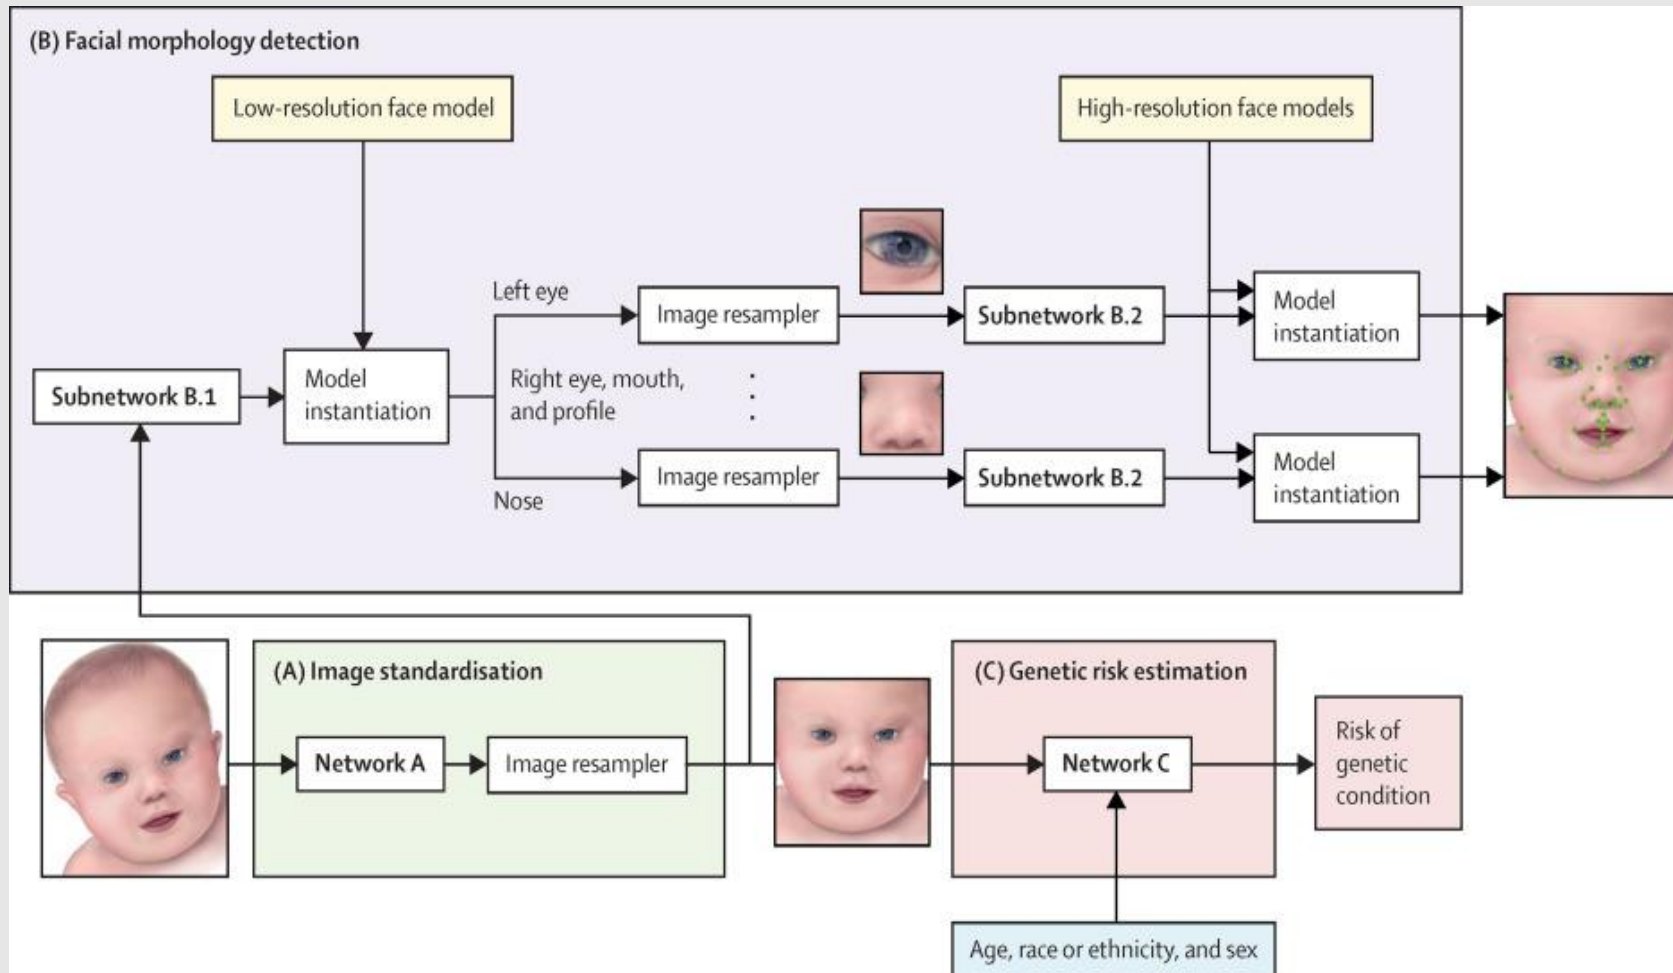 (B) Facial morphology detection
Low-resolution face model
High-resolution face models
Left eye
Image resampler
Subnetwork B.2
Model
instantiation
Subnetwork B.1
Model
instantiation
Right eye, mouth,
and profile
Nose
Image resampler
Subnetwork B.2
Model
instantiation
(A) Image standardisation
Network A
Image resampler
(C) Genetic risk estimation
Network C
Risk of
genetic
condition
Age, race or ethnicity, and sex